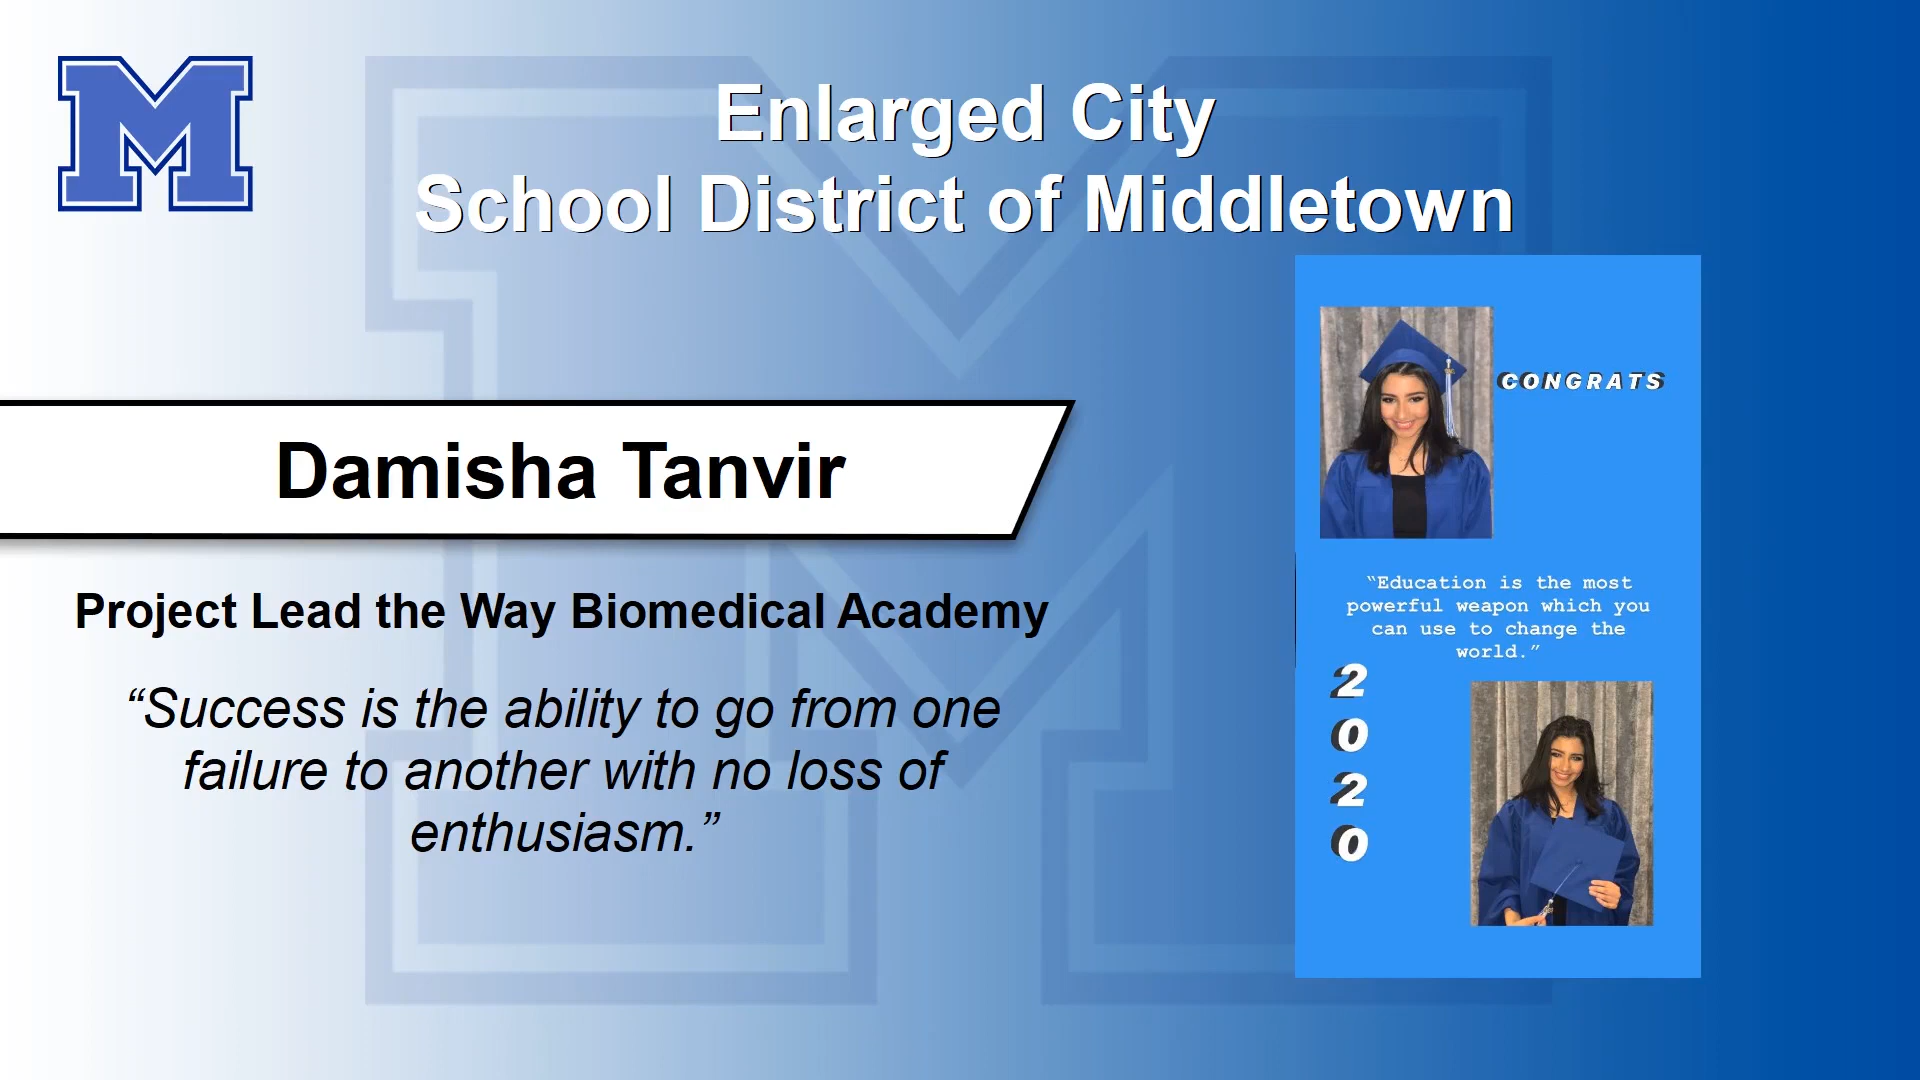 M
Enlarged City
School District of Middletown
Damisha Tanvir
Project Lead the Way Biomedical Academy
“Success is the ability to go from one
failure to another with no loss of
enthusiasm.”
CONGRATS
“Education is the most
powerful weapon which you
can use to change the
world.”
2
0
2
0